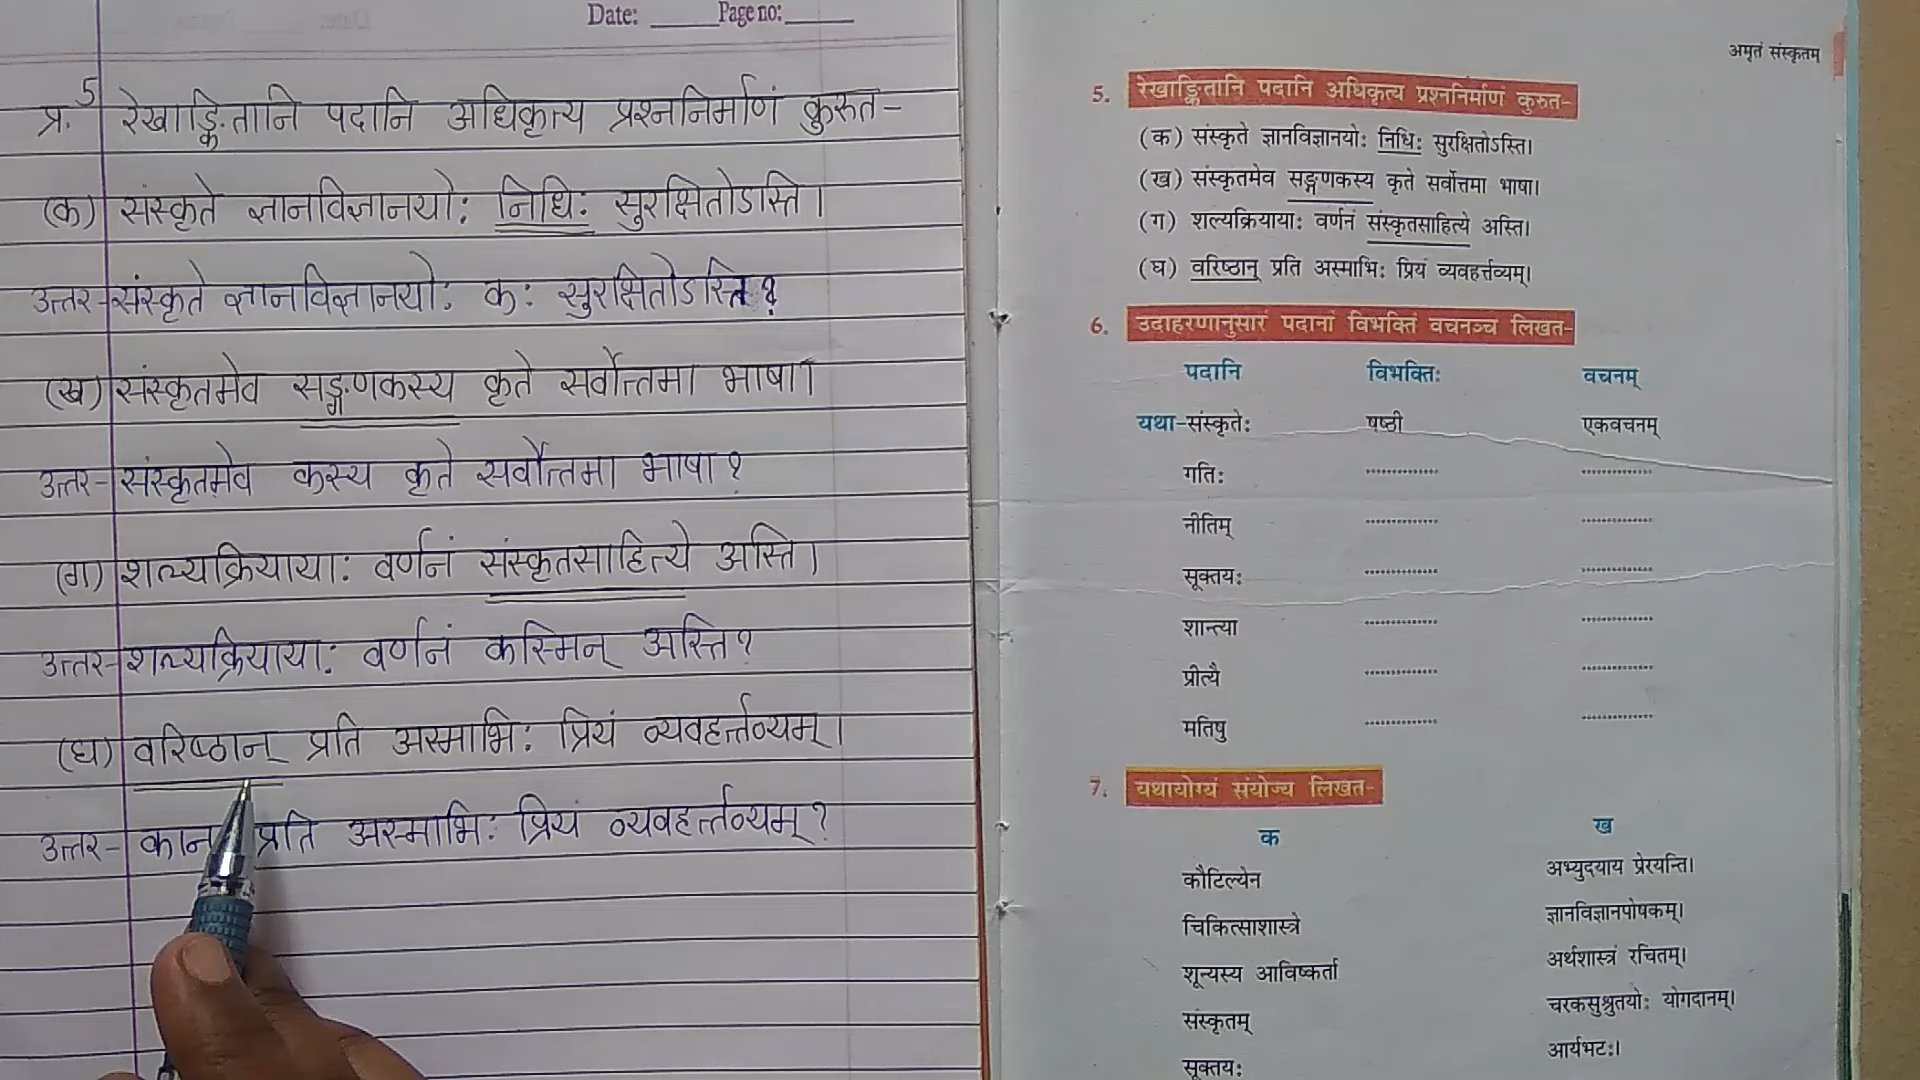 Date: ______ Page no: ______
प्र. 5 रेखाङ्कितानि पदानि अधिकृत्य प्रश्ननिर्माणं कुरुत-
(क) संस्कृते ज्ञानविज्ञानयोः निधिः सुरक्षितोऽस्ति।
उत्तर- संस्कृते ज्ञानविज्ञानयोः कः सुरक्षितोऽस्ति?
(ख) संस्कृतमेव सङ्गणकस्य कृते सर्वोत्तमा भाषा।
उत्तर- संस्कृतमेव कस्य कृते सर्वोत्तमा भाषा?
(ग) शल्यक्रियायाः वर्णनं संस्कृतसाहित्ये अस्ति।
उत्तर- शल्यक्रियायाः वर्णनं कस्मिन् अस्ति?
(घ) वरिष्ठान् प्रति अस्माभिः प्रियं व्यवहर्त्तव्यम्।
उत्तर- कान प्रति अस्माभिः प्रियं व्यवहर्त्तव्यम्?
अमृतं संस्कृतम्
5. रेखाङ्कितानि पदानि अधिकृत्य प्रश्ननिर्माणं कुरुत-
(क) संस्कृते ज्ञानविज्ञानयोः निधिः सुरक्षितोऽस्ति।
(ख) संस्कृतमेव सङ्गणकस्य कृते सर्वोत्तमा भाषा।
(ग) शल्यक्रियायाः वर्णनं संस्कृतसाहित्ये अस्ति।
(घ) वरिष्ठान् प्रति अस्माभिः प्रियं व्यवहर्त्तव्यम्।
6. उदाहरणानुसारं पदानां विभक्तिं वचनञ्च लिखत-
पदानि विभक्तिः वचनम्
यथा-संस्कृतेः षष्ठी एकवचनम्
गतिः .............. ..............
नीतिम् .............. ..............
सूक्तयः .............. ..............
शान्त्या .............. ..............
प्रीत्यै .............. ..............
मतिषु .............. ..............
7. यथायोग्यं संयोज्य लिखत-
क ख
कौटिल्येन अभ्युदयाय प्रेरयन्ति।
चिकित्साशास्त्रे ज्ञानविज्ञानपोषकम्।
शून्यस्य आविष्कर्ता अर्थशास्त्रं रचितम्।
संस्कृतम् चरकसुश्रुतयोः योगदानम्।
सूक्तयः आर्यभटः।